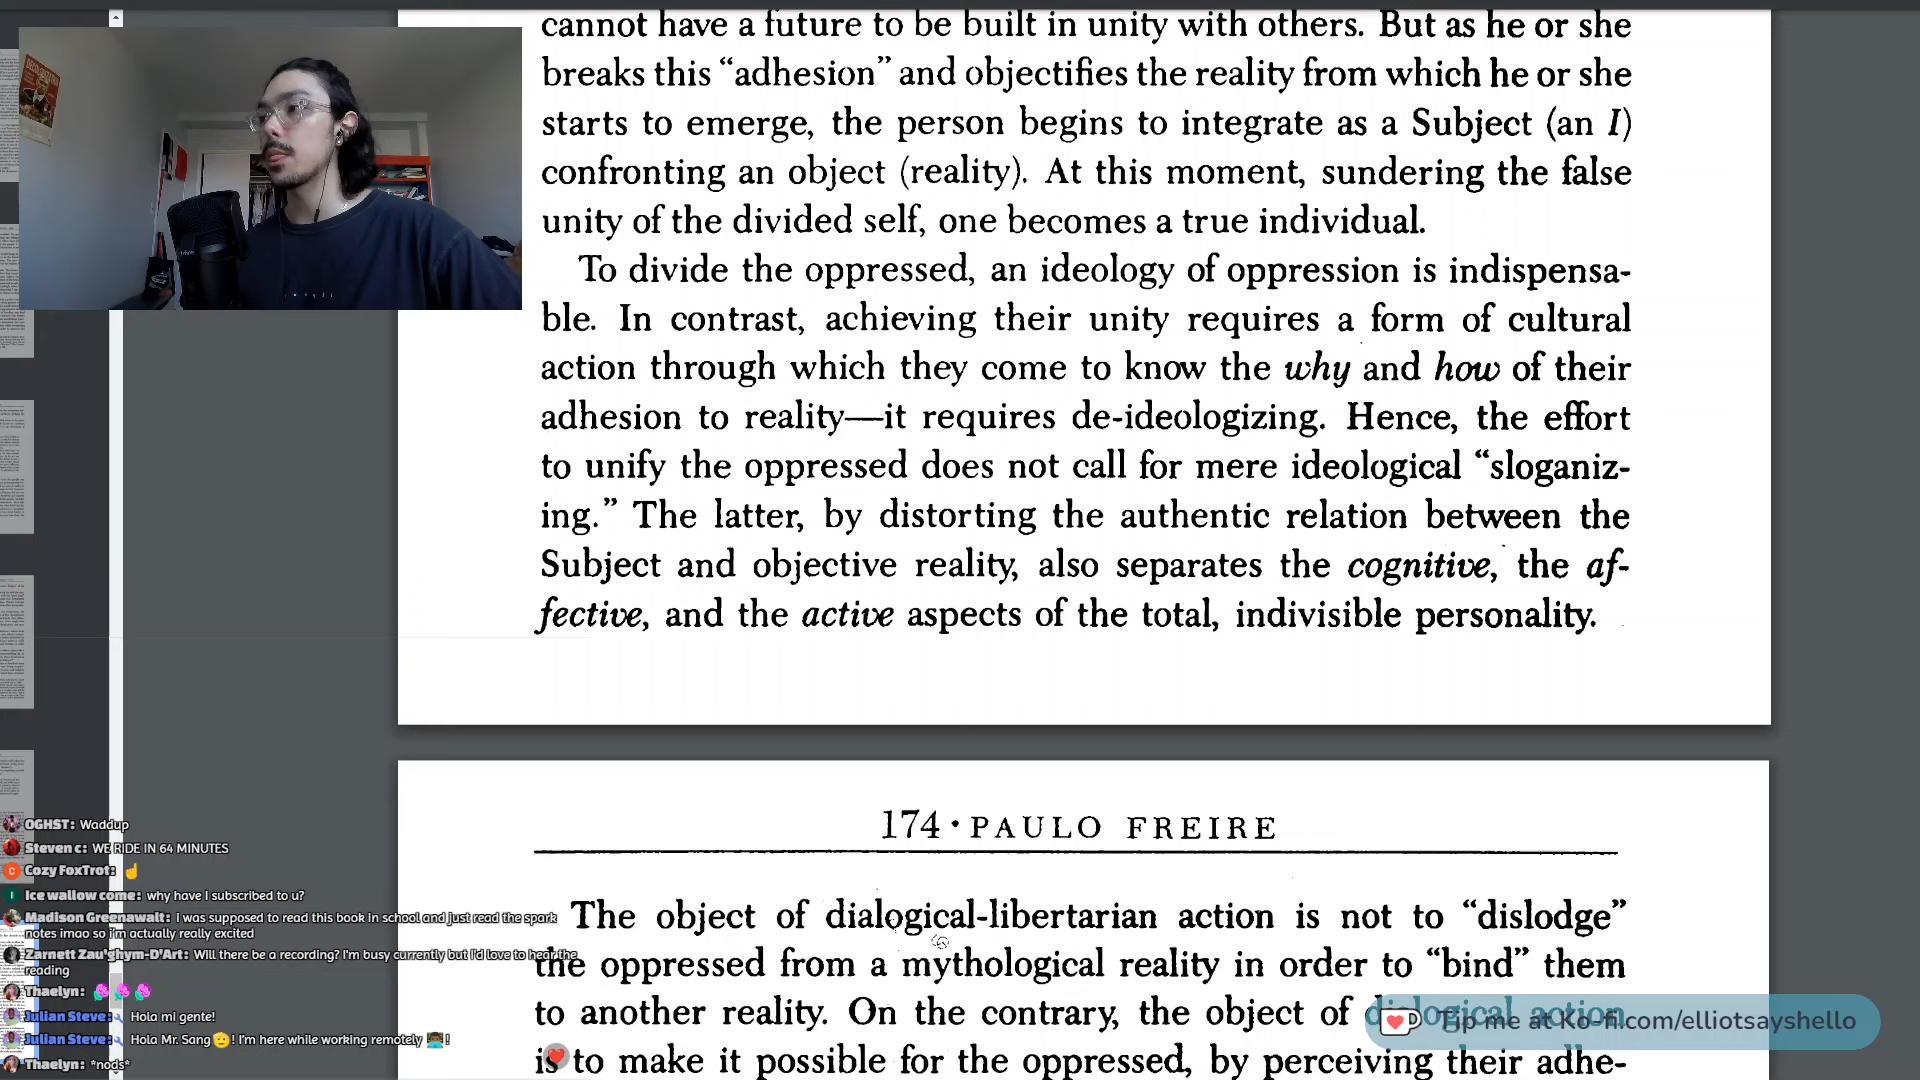 cannot have a future to be built in unity with others. But as he or she
breaks this “adhesion” and objectifies the reality from which he or she
starts to emerge, the person begins to integrate as a Subject (an I)
confronting an object (reality). At this moment, sundering the false
unity of the divided self, one becomes a true individual.
To divide the oppressed, an ideology of oppression is indispensa-
ble. In contrast, achieving their unity requires a form of cultural
action through which they come to know the why and how of their
adhesion to reality—it requires de-ideologizing. Hence, the effort
to unify the oppressed does not call for mere ideological “sloganiz-
ing.” The latter, by distorting the authentic relation between the
Subject and objective reality, also separates the cognitive, the af-
fective, and the active aspects of the total, indivisible personality.
174 • PAULO FREIRE
The object of dialogical-libertarian action is not to “dislodge”
the oppressed from a mythological reality in order to “bind” them
to another reality. On the contrary, the object of dialogical action
is to make it possible for the oppressed, by perceiving their adhe-
OGHST: Waddup
Steven c: WE RIDE IN 64 MINUTES
Cozy FoxTrot: ☝️
Ice wallow come: why have I subscribed to u?
Madison Greenawalt: I was supposed to read this book in school and just read the spark
notes imao so i'm actually really excited
Zarnett Zau'ghym-D'Art: Will there be a recording? I'm busy currently but I'd love to hear the
reading
Thaelyn:
Julian Steve: Hola mi gente!
Julian Steve: Hola Mr. Sang🫡! I'm here while working remotely 👨🏾‍💻!
Thaelyn: *nods*
Tip me at Ko-fi.com/elliotsayshello